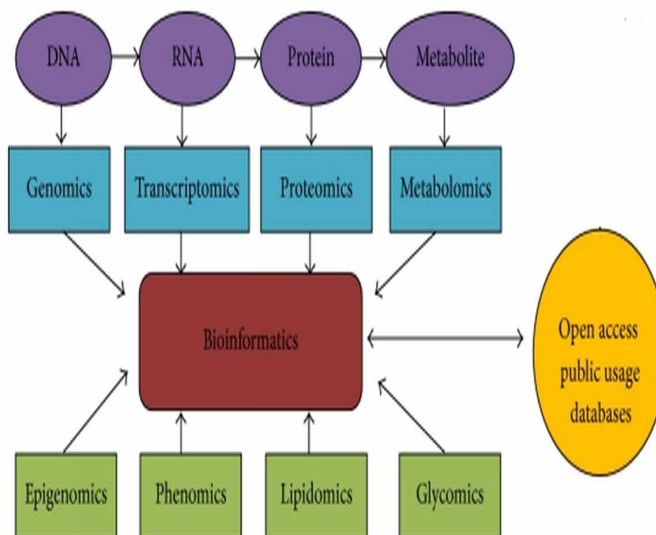 DNA
RNA
Protein
Metabolite
Genomics
Transcriptomics
Proteomics
Metabolomics
Bioinformatics
Open access
public usage
databases
Epigenomics
Phenomics
Lipidomics
Glycomics